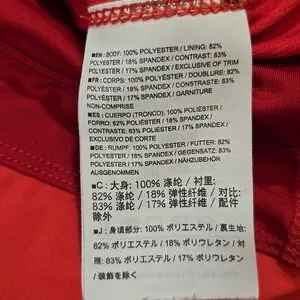 ■EN: BODY: 100% POLYESTER / LINING: 82%
POLYESTER / 18% SPANDEX / CONTRAST: 83%
POLYESTER / 17% SPANDEX / EXCLUSIVE OF TRIM
■FR: CORPS: 100% POLYESTER / DOUBLURE: 82%
POLYESTER / 18% SPANDEX / CONTRASTE: 83%
POLYESTER / 17% SPANDEX / GARNITURE
NON-COMPRISE
■ES: CUERPO (TRONCO): 100% POLIÉSTER /
FORRO: 82% POLIÉSTER / 18% SPANDEX /
CONTRASTE: 83% POLIÉSTER / 17% SPANDEX /
EXCLUSIVO DE CORTE
■DE: RUMPF: 100% POLYESTER / FUTTER: 82%
POLYESTER / 18% SPANDEX / GEGENSATZ: 83%
POLYESTER / 17% SPANDEX / NÄHZUBEHÖR
AUSGENOMMEN
■C: 大身: 100% 涤纶 / 衬里:
82% 涤纶 / 18% 弹性纤维 / 对比:
83% 涤纶 / 17% 弹性纤维 / 配件
除外
■J: 身頃部分: 100% ポリエステル / 裏生地:
82% ポリエステル / 18% ポリウレタン / 対
照: 83% ポリエステル / 17% ポリウレタン
/ 装飾を除く